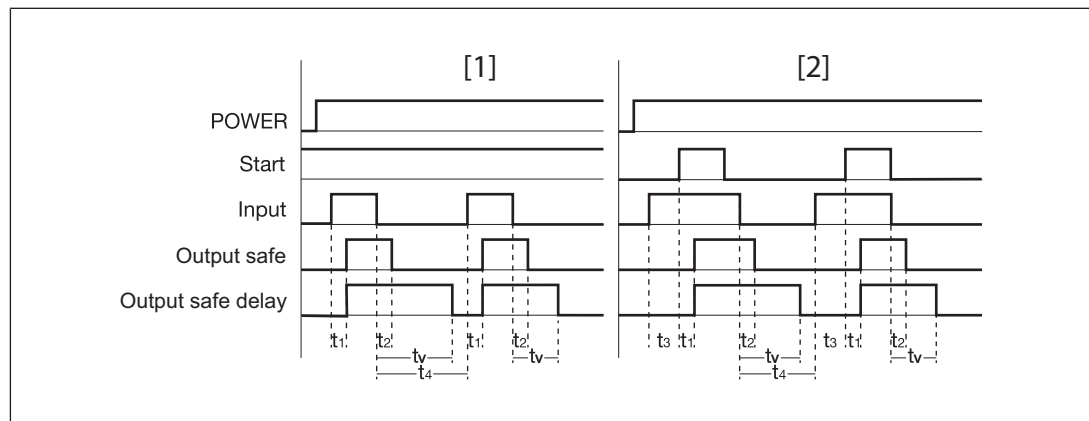 [1] [2]
POWER
Start
Input
Output safe
Output safe delay
t1 t2 t1 t2 t3 t1 t2 t3 t1 t2
tv tv tv tv
t4 t4